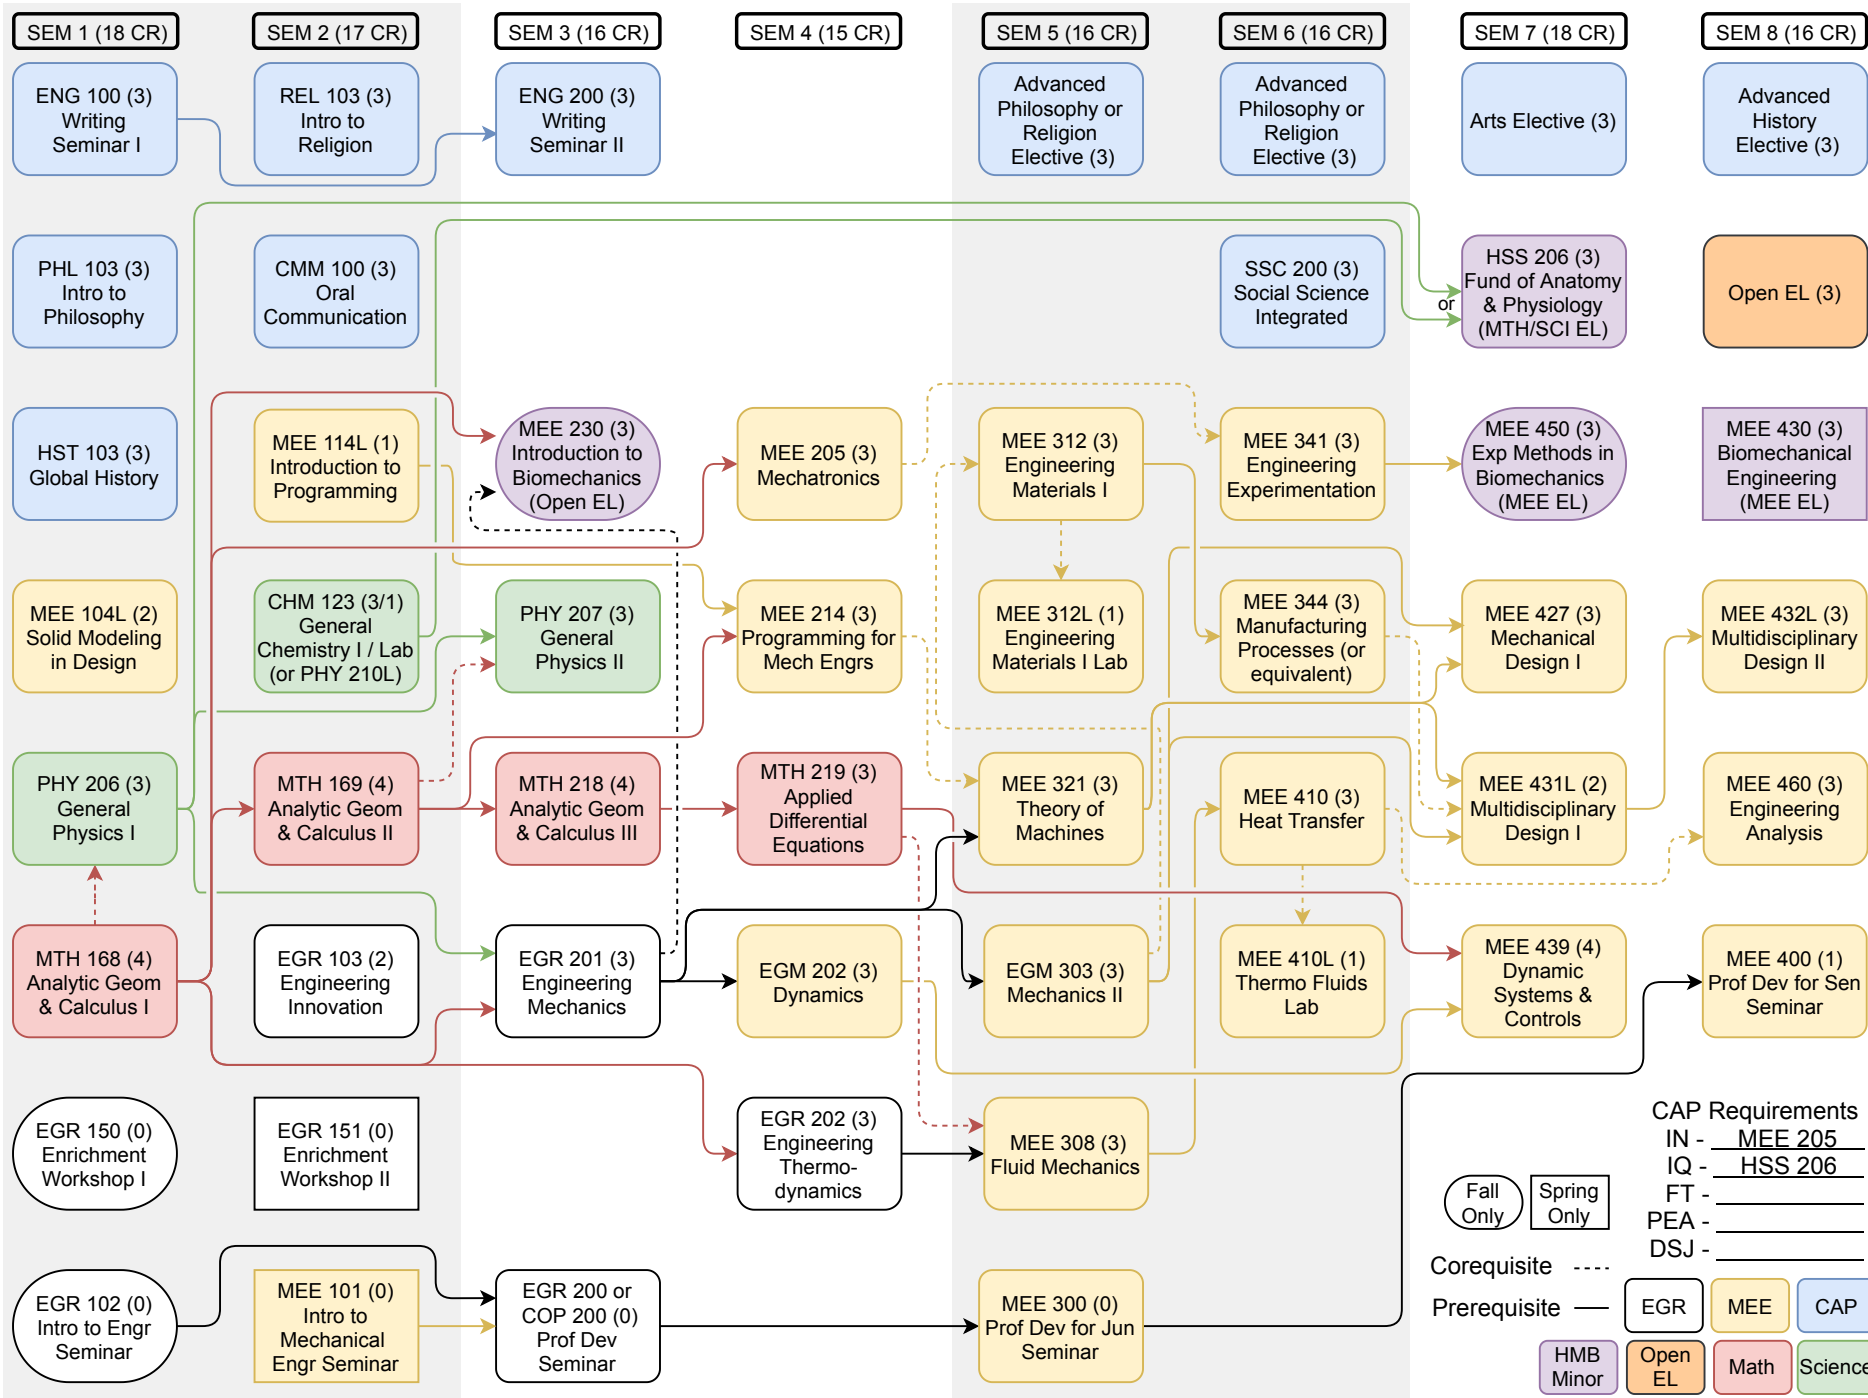 SEM 1 (18 CR)
SEM 2 (17 CR)
SEM 3 (16 CR)
SEM 4 (15 CR)
SEM 5 (16 CR)
SEM 6 (16 CR)
SEM 7 (18 CR)
SEM 8 (16 CR)
ENG 100 (3)
Writing
Seminar I
REL 103 (3)
Intro to
Religion
ENG 200 (3)
Writing
Seminar II
Advanced
Philosophy or
Religion
Elective (3)
Advanced
Philosophy or
Religion
Elective (3)
Arts Elective (3)
Advanced
History
Elective (3)
PHL 103 (3)
Intro to
Philosophy
CMM 100 (3)
Oral
Communication
SSC 200 (3)
Social Science
Integrated
or
HSS 206 (3)
Fund of Anatomy
& Physiology
(MTH/SCI EL)
Open EL (3)
HST 103 (3)
Global History
MEE 114L (1)
Introduction to
Programming
MEE 230 (3)
Introduction to
Biomechanics
(Open EL)
MEE 205 (3)
Mechatronics
MEE 312 (3)
Engineering
Materials I
MEE 341 (3)
Engineering
Experimentation
MEE 450 (3)
Exp Methods in
Biomechanics
(MEE EL)
MEE 430 (3)
Biomechanical
Engineering
(MEE EL)
MEE 104L (2)
Solid Modeling
in Design
CHM 123 (3/1)
General
Chemistry I / Lab
(or PHY 210L)
PHY 207 (3)
General
Physics II
MEE 214 (3)
Programming for
Mech Engrs
MEE 312L (1)
Engineering
Materials I Lab
MEE 344 (3)
Manufacturing
Processes (or
equivalent)
MEE 427 (3)
Mechanical
Design I
MEE 432L (3)
Multidisciplinary
Design II
PHY 206 (3)
General
Physics I
MTH 169 (4)
Analytic Geom
& Calculus II
MTH 218 (4)
Analytic Geom
& Calculus III
MTH 219 (3)
Applied
Differential
Equations
MEE 321 (3)
Theory of
Machines
MEE 410 (3)
Heat Transfer
MEE 431L (2)
Multidisciplinary
Design I
MEE 460 (3)
Engineering
Analysis
MTH 168 (4)
Analytic Geom
& Calculus I
EGR 103 (2)
Engineering
Innovation
EGR 201 (3)
Engineering
Mechanics
EGM 202 (3)
Dynamics
EGM 303 (3)
Mechanics II
MEE 410L (1)
Thermo Fluids
Lab
MEE 439 (4)
Dynamic
Systems &
Controls
MEE 400 (1)
Prof Dev for Sen
Seminar
EGR 150 (0)
Enrichment
Workshop I
EGR 151 (0)
Enrichment
Workshop II
EGR 202 (3)
Engineering
Thermo-
dynamics
MEE 308 (3)
Fluid Mechanics
EGR 102 (0)
Intro to Engr
Seminar
MEE 101 (0)
Intro to
Mechanical
Engr Seminar
EGR 200 or
COP 200 (0)
Prof Dev
Seminar
MEE 300 (0)
Prof Dev for Jun
Seminar
CAP Requirements
IN - MEE 205
IQ - HSS 206
FT -
PEA -
DSJ -
Fall
Only
Spring
Only
Corequisite
Prerequisite
EGR
MEE
CAP
HMB
Minor
Open
EL
Math
Science